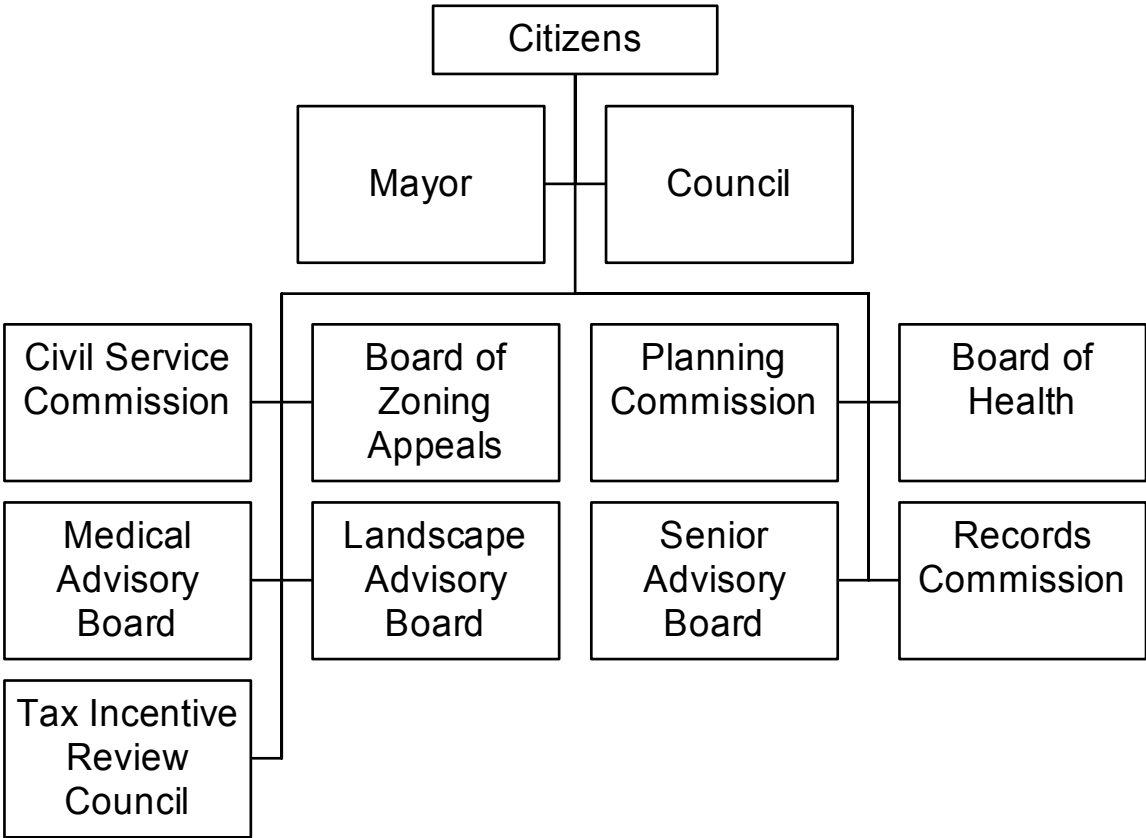 Citizens
Mayor
Council
Civil Service
Commission
Board of
Zoning
Appeals
Planning
Commission
Board of
Health
Medical
Advisory
Board
Landscape
Advisory
Board
Senior
Advisory
Board
Records
Commission
Tax Incentive
Review
Council